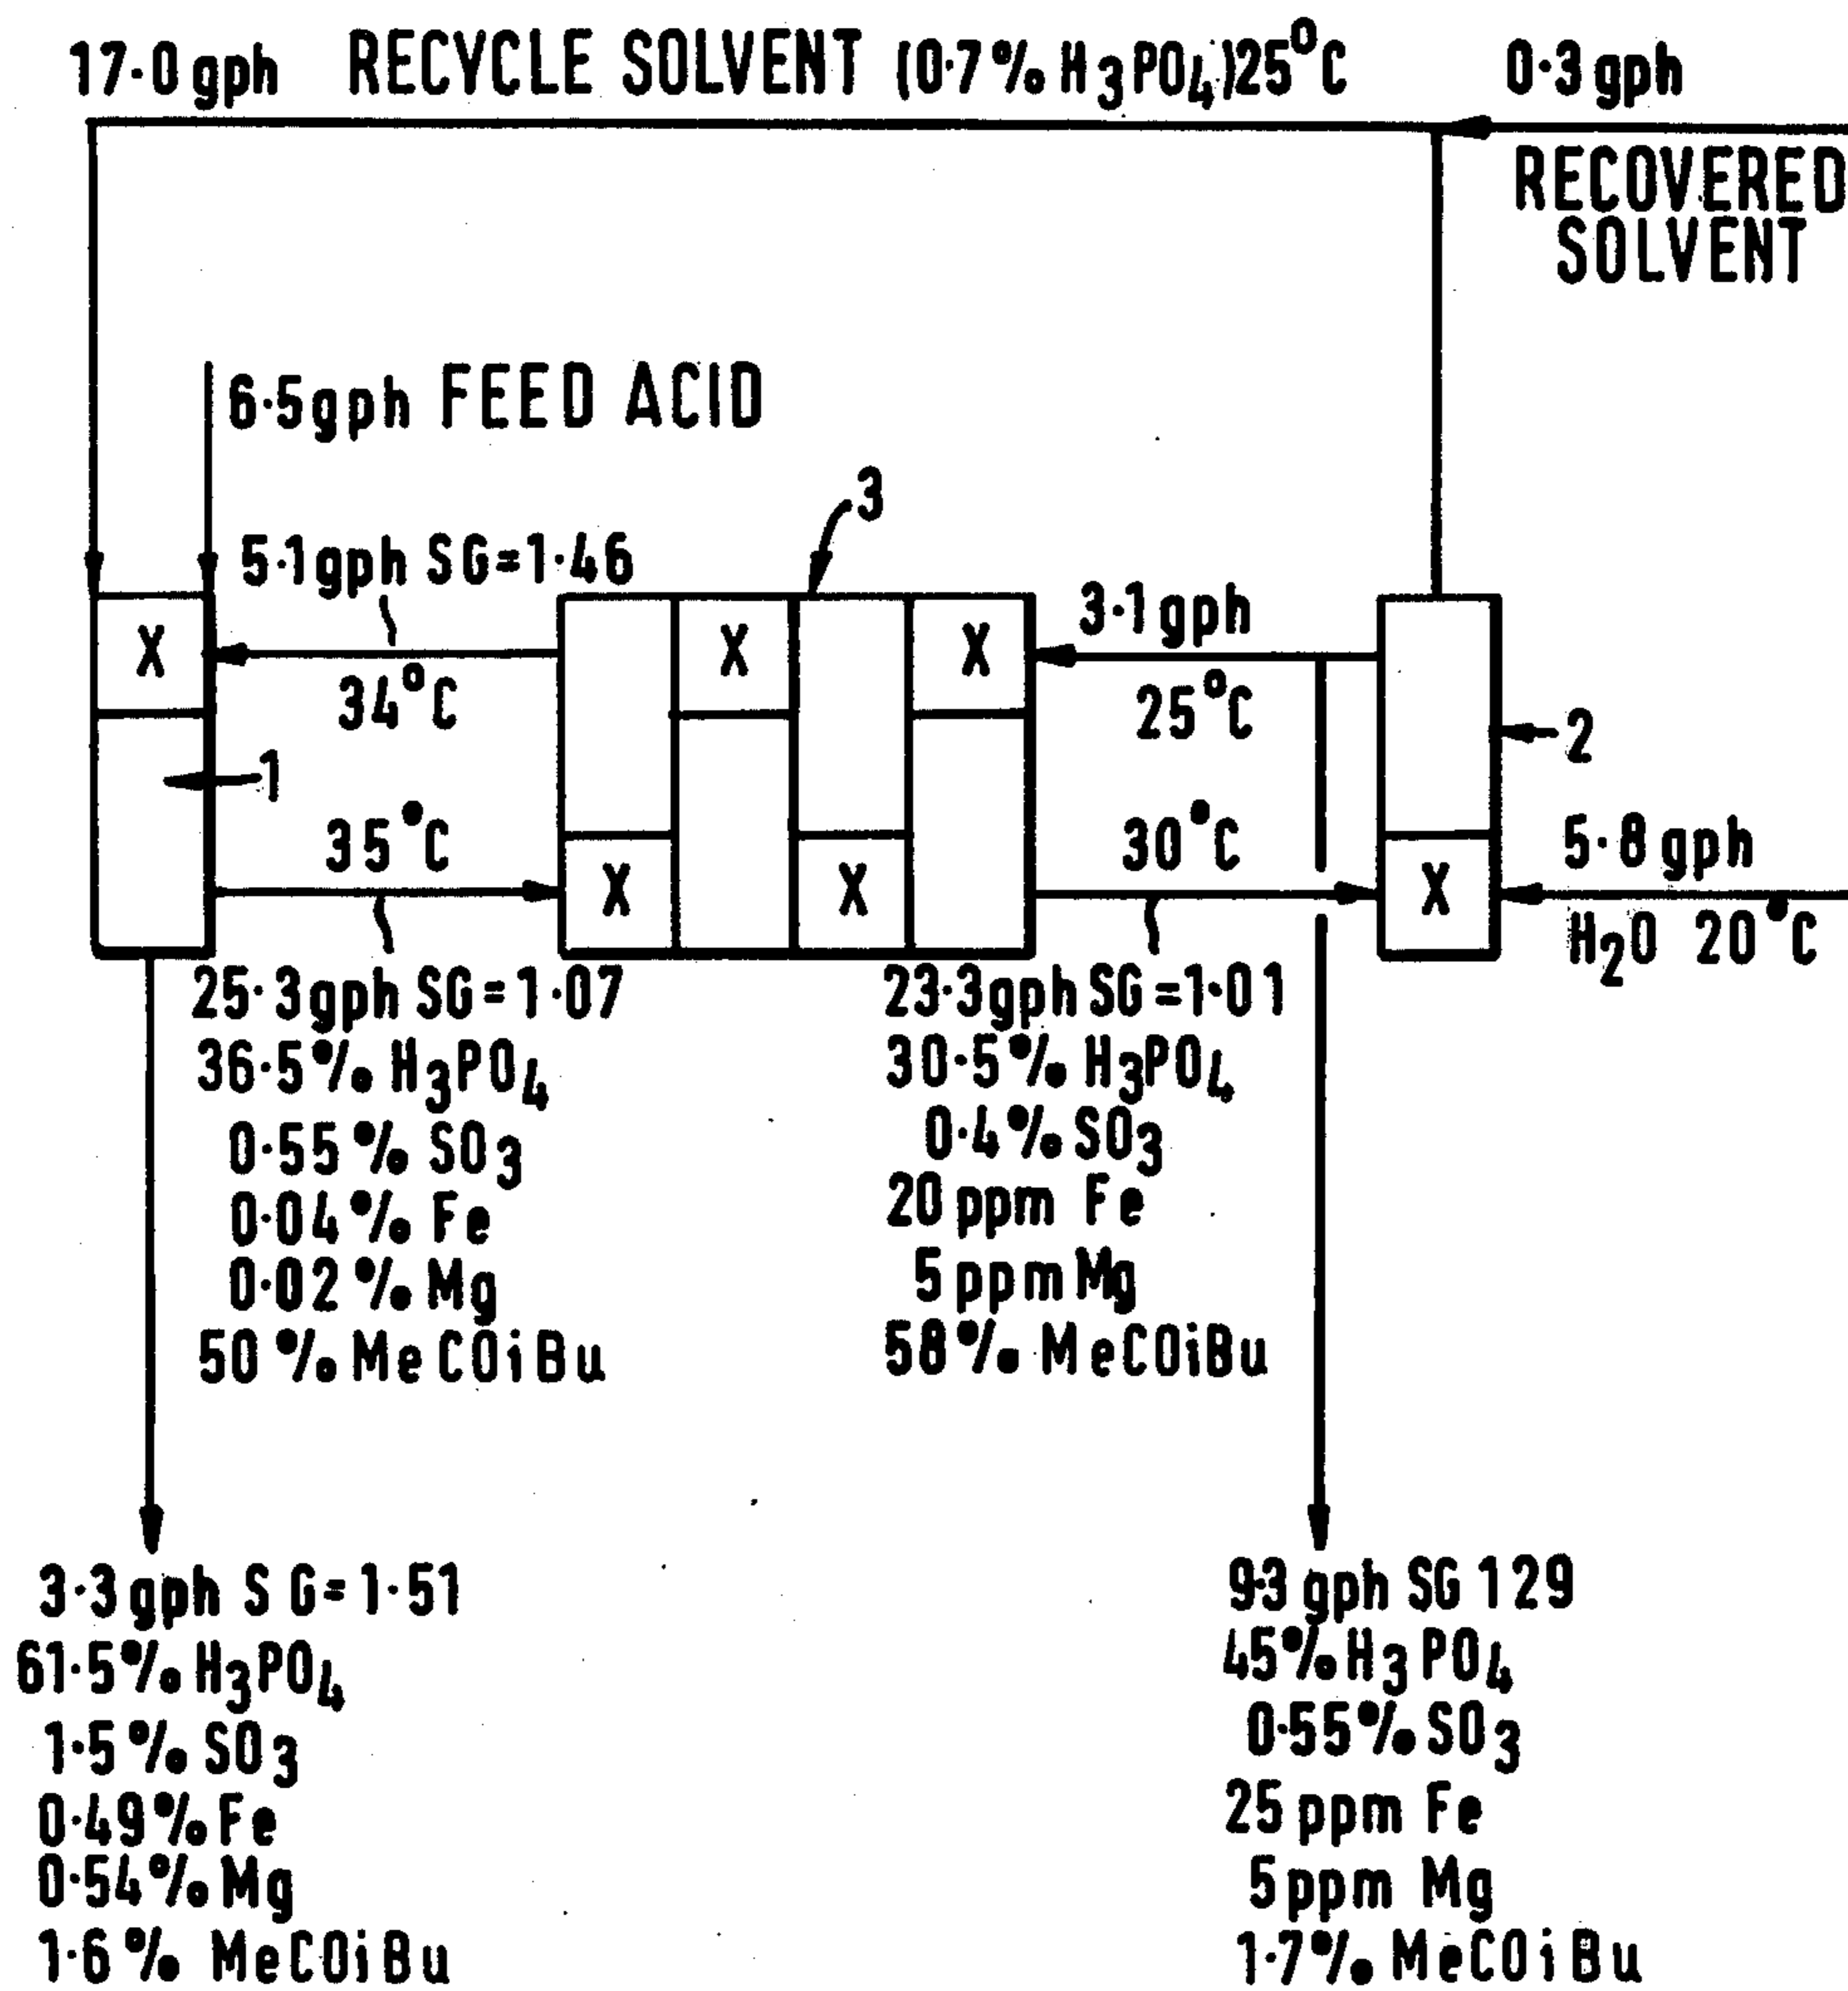 17·0 gph RECYCLE SOLVENT (0·7% H3PO4)25°C 0·3 gph
RECOVERED
SOLVENT
6·5gph FEED ACID
3
5·1gph SG=1·46
3·1 gph
X
X
X
34°C
25°C
2
1
35°C
30°C
5·8 gph
X
X
X
H2O 20°C
25·3gph SG=1·07
36·5% H3PO4
0·55% SO3
0·04% Fe
0·02% Mg
50% MeCOiBu
23·3gph SG=1·01
30·5% H3PO4
0·4% SO3
20 ppm Fe
5 ppm Mg
58% MeCOiBu
3·3 gph SG=1·51
61·5% H3PO4
1·5% SO3
0·49% Fe
0·54% Mg
1·6% MeCOiBu
9·3 gph SG 129
45% H3PO4
0·55% SO3
25 ppm Fe
5 ppm Mg
1·7% MeCOiBu